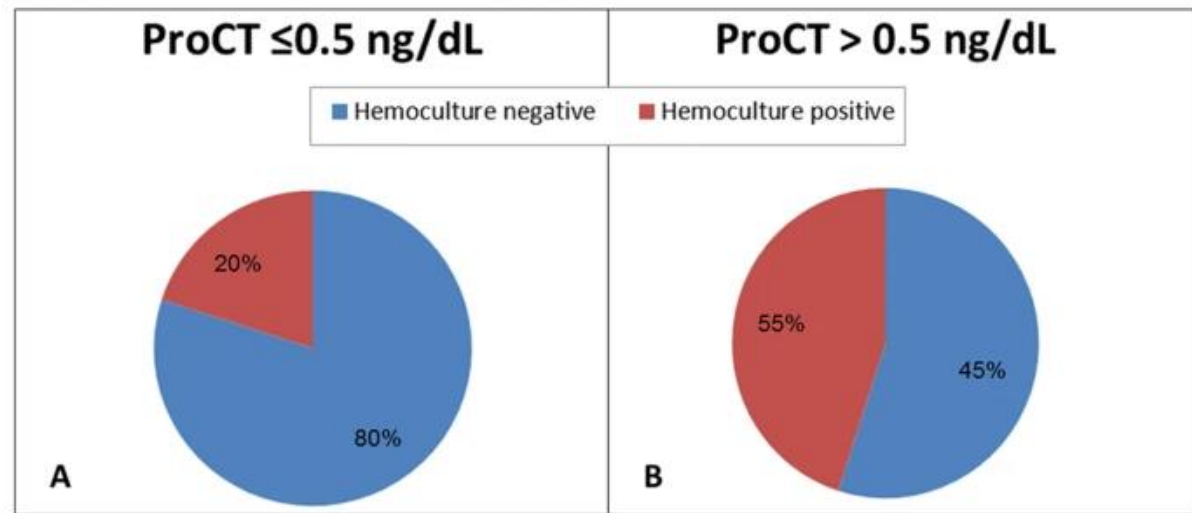 ProCT ≤0.5 ng/dL
ProCT > 0.5 ng/dL
Hemoculture negative
Hemoculture positive
20%
80%
A
55%
45%
B